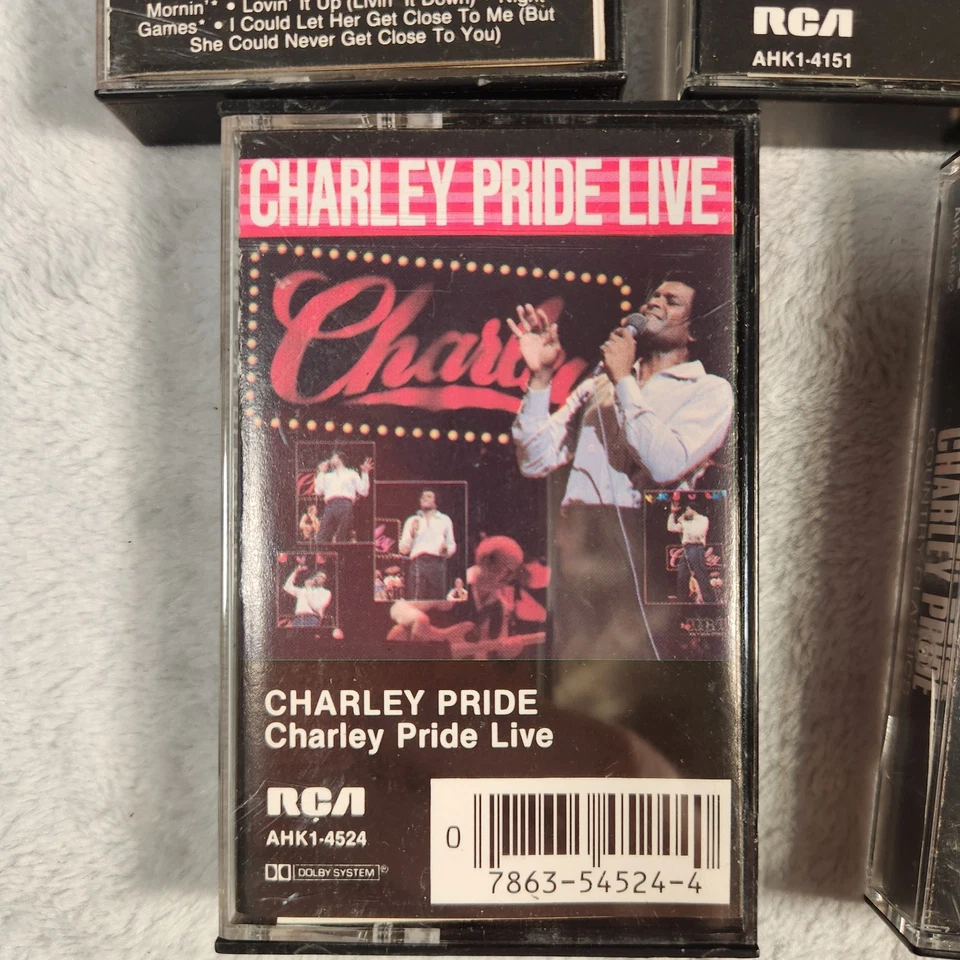 Mornin'* • Lovin' It Up (Livin' It Down)
Games* • I Could Let Her Get Close To Me (But
She Could Never Get Close To You)
RCA
AHK1-4151
CHARLEY PRIDE LIVE
Charley
CHARLEY PRIDE
Charley Pride Live
RCA
AHK1-4524
DOLBY SYSTEM®
0
7863-54524-4
CHARLEY PRIDE